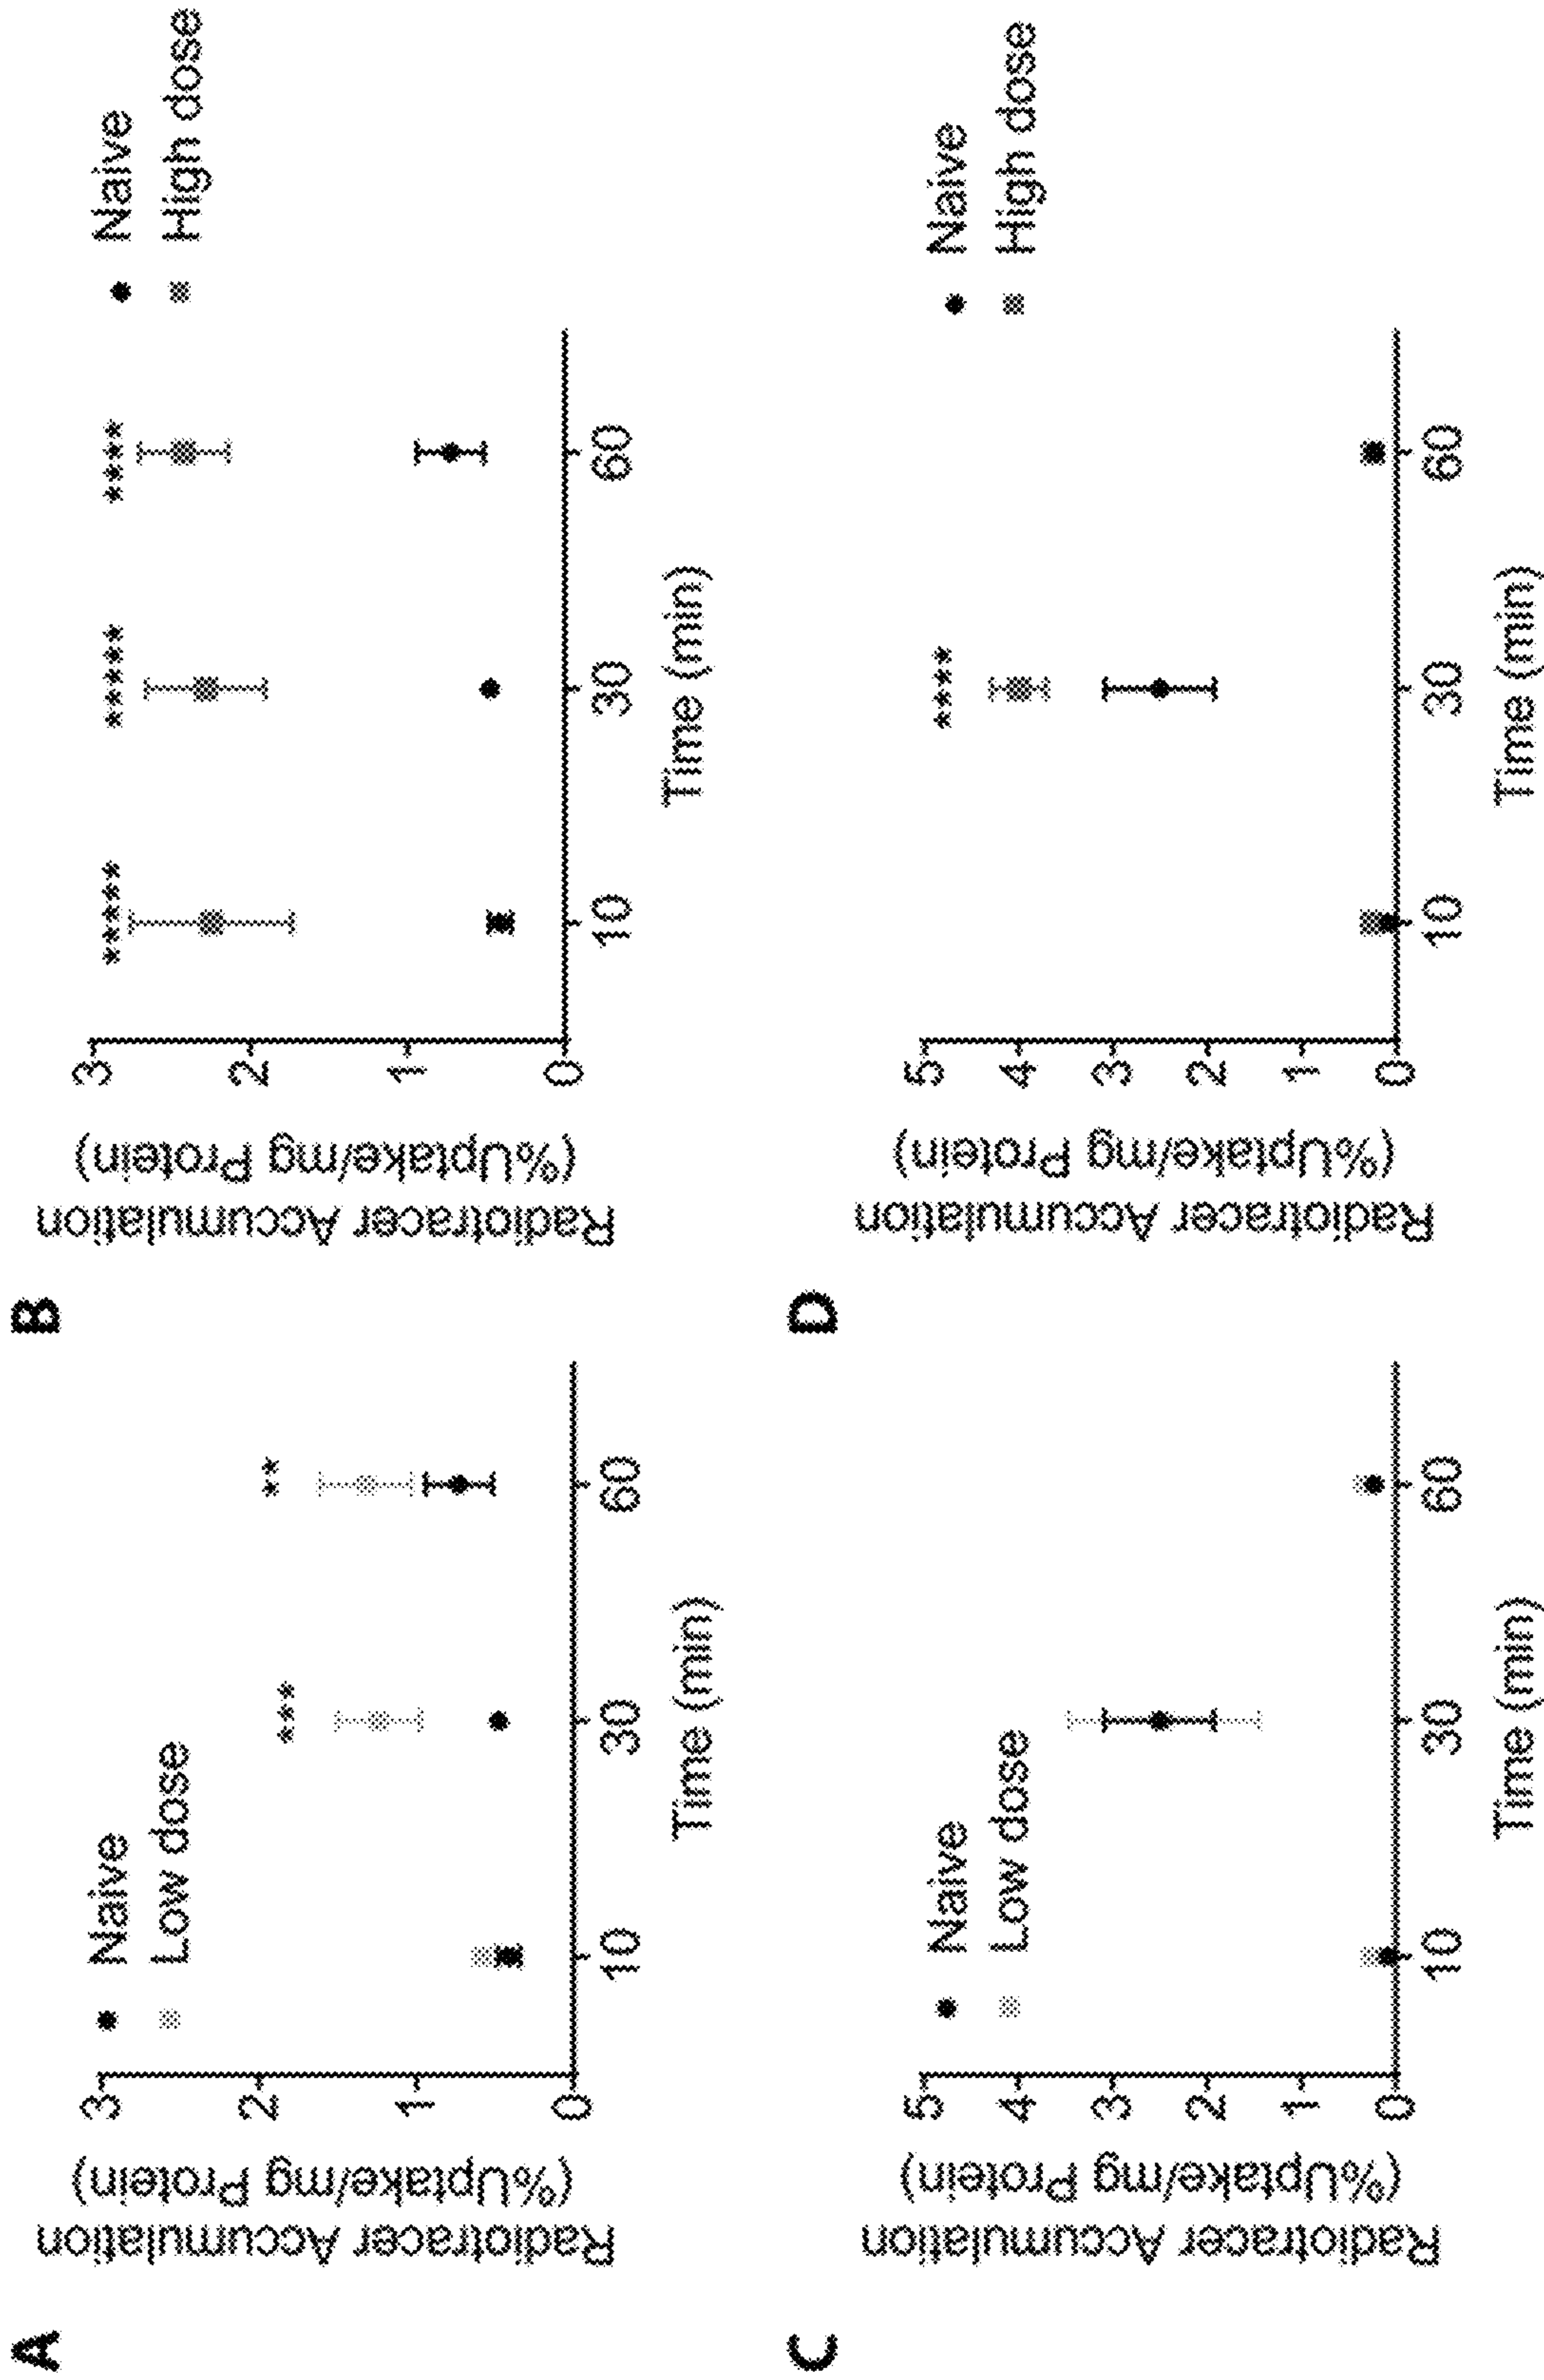 A
Radiotracer Accumulation
(%Uptake/mg Protein)
3
2
1
0
Naive
Low dose
***
**
10
30
60
Time (min)
B
Radiotracer Accumulation
(%Uptake/mg Protein)
3
2
1
0
*****
*****
****
Naive
High dose
10
30
60
Time (min)
C
Radiotracer Accumulation
(%Uptake/mg Protein)
5
4
3
2
1
0
Naive
Low dose
10
30
60
Time (min)
D
Radiotracer Accumulation
(%Uptake/mg Protein)
5
4
3
2
1
0
****
Naive
High dose
10
30
60
Time (min)